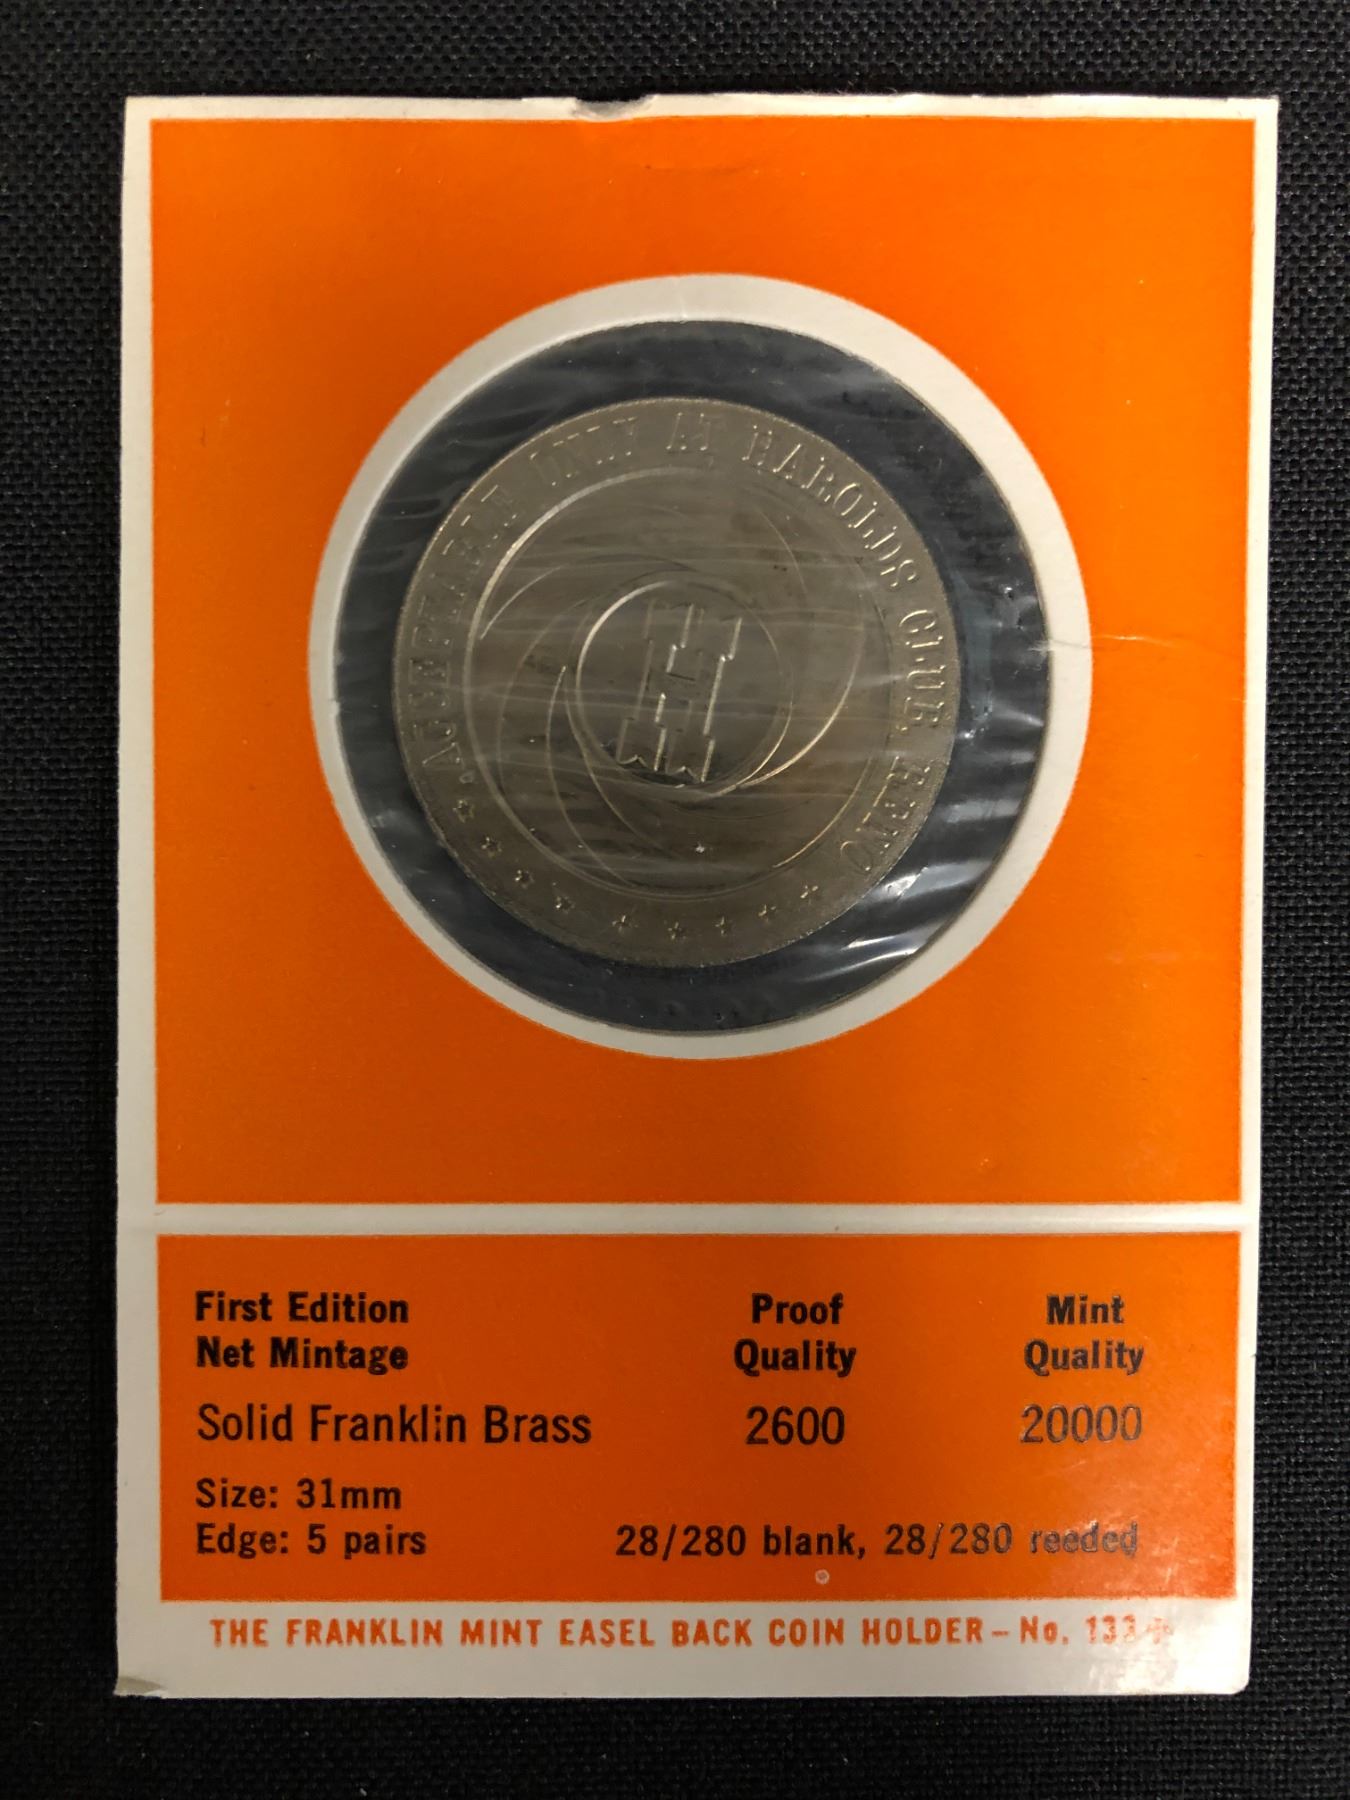 ACCEPTABLE ONLY AT HAROLDS CLUB, RENO
H
First Edition
Net Mintage
Proof
Quality
Mint
Quality
Solid Franklin Brass 2600 20000
Size: 31mm
Edge: 5 pairs 28/280 blank, 28/280 reeded
THE FRANKLIN MINT EASEL BACK COIN HOLDER – No.